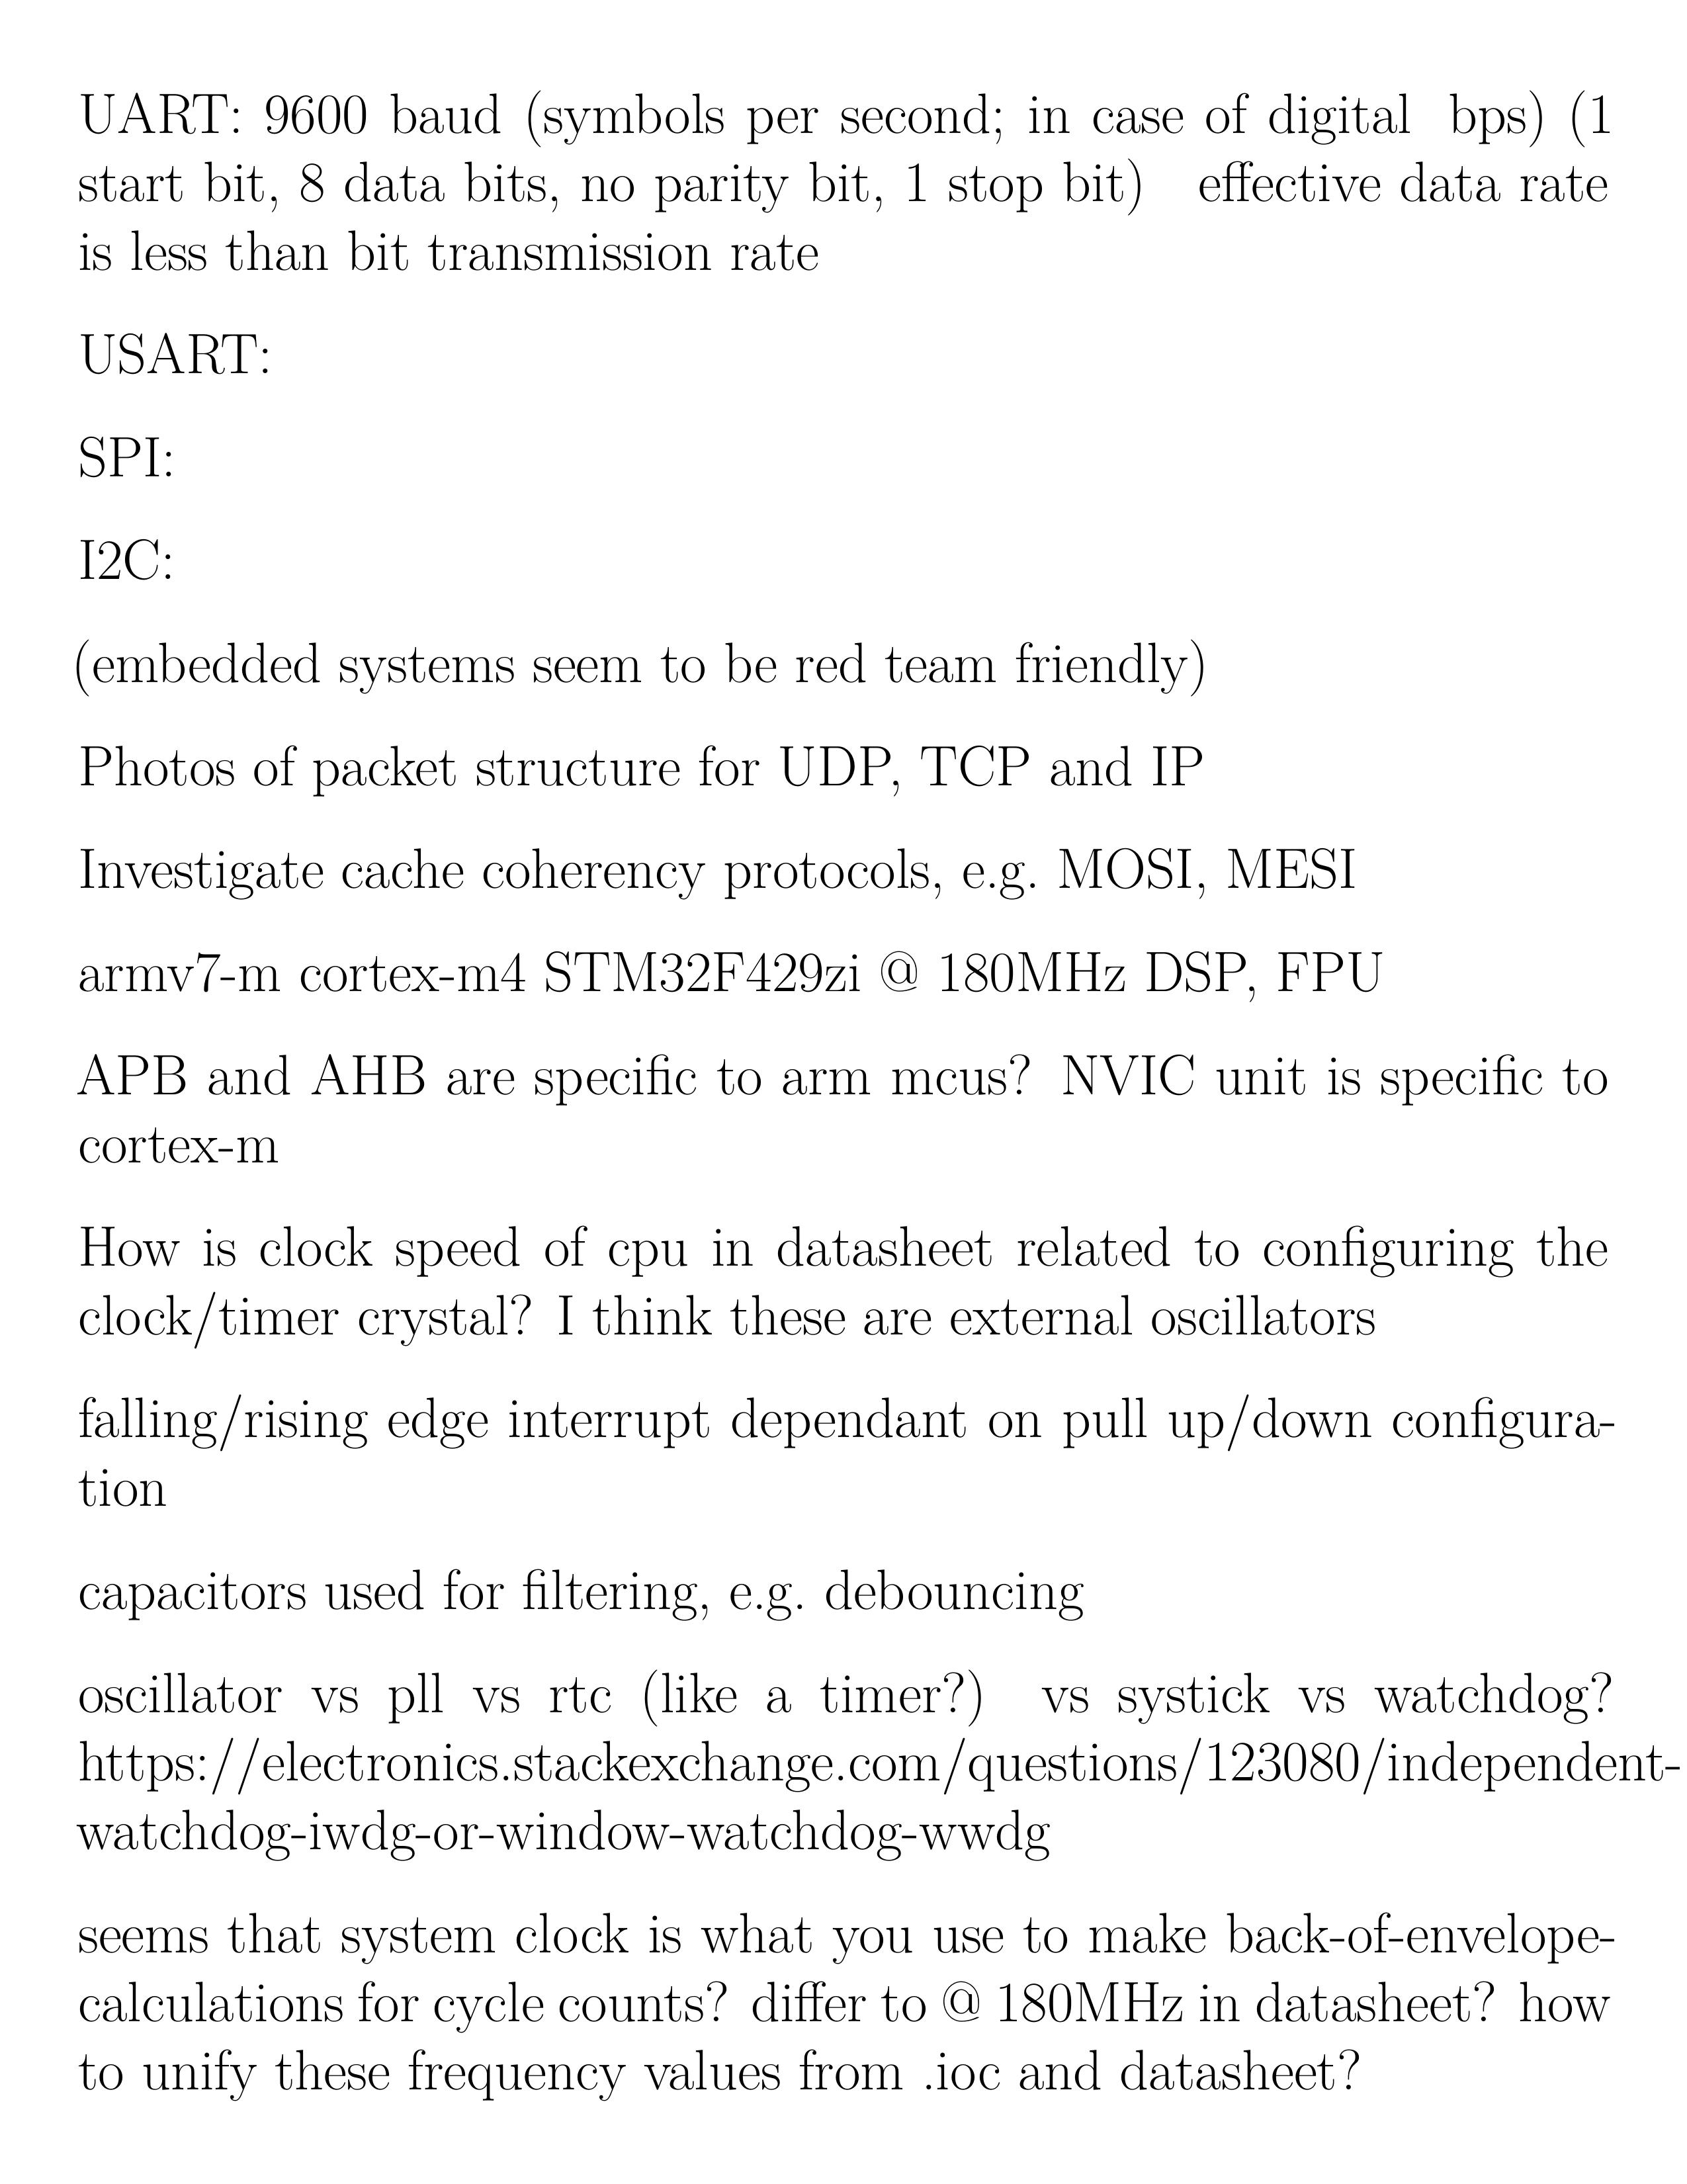 UART: 9600 baud (symbols per second; in case of digital bps) (1
start bit, 8 data bits, no parity bit, 1 stop bit) effective data rate
is less than bit transmission rate
USART:
SPI:
I2C:
(embedded systems seem to be red team friendly)
Photos of packet structure for UDP, TCP and IP
Investigate cache coherency protocols, e.g. MOSI, MESI
armv7-m cortex-m4 STM32F429zi @ 180MHz DSP, FPU
APB and AHB are specific to arm mcus? NVIC unit is specific to
cortex-m
How is clock speed of cpu in datasheet related to configuring the
clock/timer crystal? I think these are external oscillators
falling/rising edge interrupt dependant on pull up/down configura-
tion
capacitors used for filtering, e.g. debouncing
oscillator vs pll vs rtc (like a timer?) vs systick vs watchdog?
https://electronics.stackexchange.com/questions/123080/independent-
watchdog-iwdg-or-window-watchdog-wwdg
seems that system clock is what you use to make back-of-envelope-
calculations for cycle counts? differ to @ 180MHz in datasheet? how
to unify these frequency values from .ioc and datasheet?